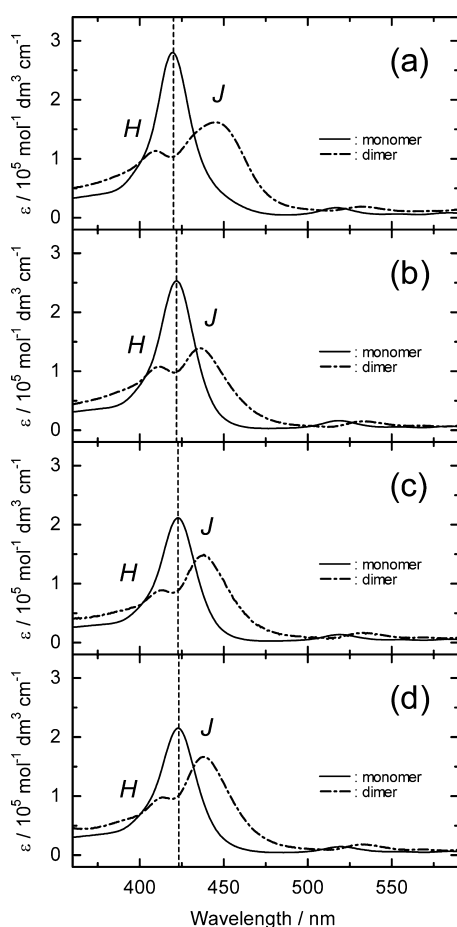 3
2
1
0
ε / 10⁵ mol⁻¹ dm³ cm⁻¹
H
J
(a)
: monomer
: dimer
3
2
1
0
ε / 10⁵ mol⁻¹ dm³ cm⁻¹
H
J
(b)
: monomer
: dimer
3
2
1
0
ε / 10⁵ mol⁻¹ dm³ cm⁻¹
H
J
(c)
: monomer
: dimer
3
2
1
0
ε / 10⁵ mol⁻¹ dm³ cm⁻¹
H
J
(d)
: monomer
: dimer
400 450 500 550
Wavelength / nm